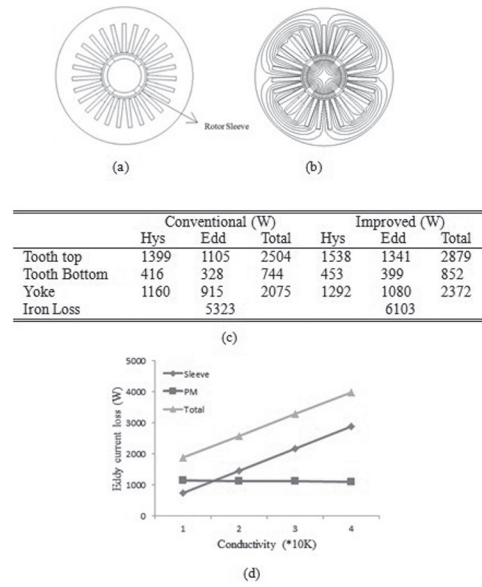 Rotor Sleeve
(a) (b)
Conventional (W) Improved (W)
Hys Edd Total Hys Edd Total
Tooth top 1399 1105 2504 1538 1341 2879
Tooth Bottom 416 328 744 453 399 852
Yoke 1160 915 2075 1292 1080 2372
Iron Loss 5323 6103
(c)
Eddy current loss (W)
5000
4000
3000
2000
1000
0
Sleeve
PM
Total
1 2 3 4
Conductivity (*10K)
(d)